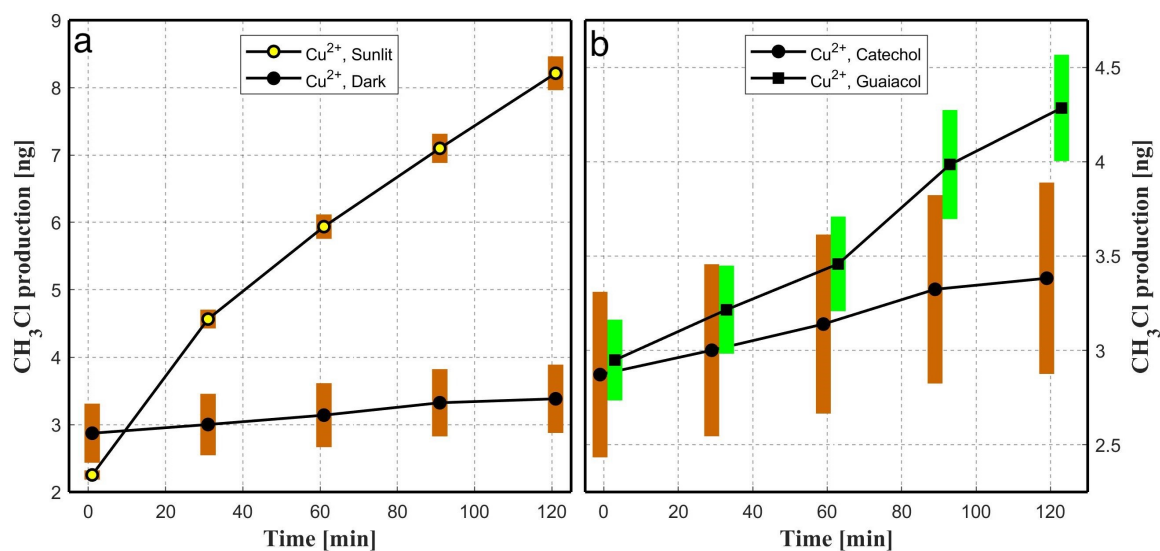 a
Cu²⁺, Sunlit
Cu²⁺, Dark
CH₃Cl production [ng]
9
8
7
6
5
4
3
2
0 20 40 60 80 100 120
Time [min]
b
Cu²⁺, Catechol
Cu²⁺, Guaiacol
4.5
4
3.5
3
2.5
CH₃Cl production [ng]
0 20 40 60 80 100 120
Time [min]